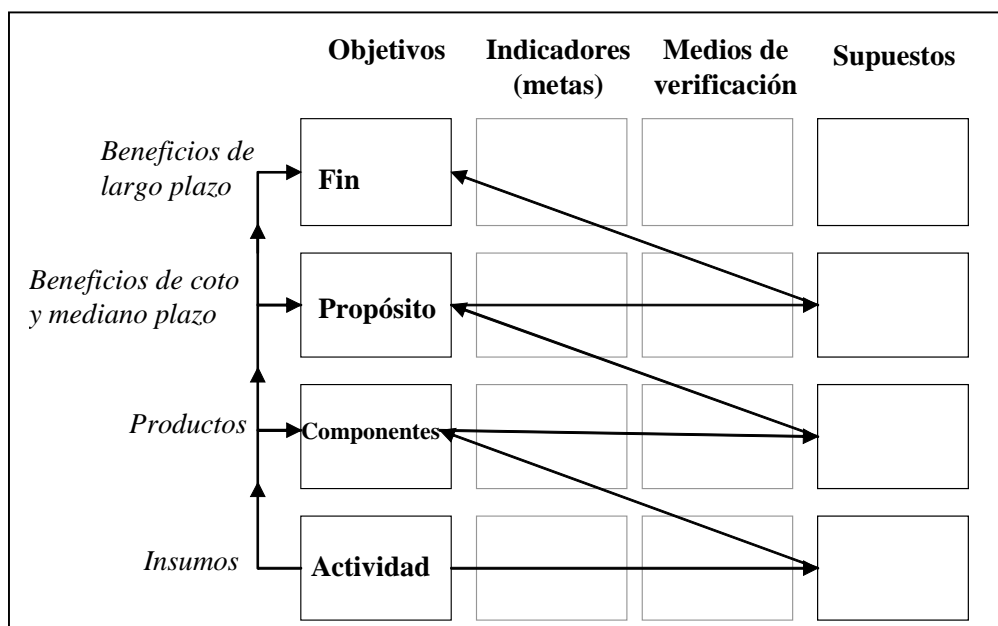 Objetivos
Indicadores
(metas)
Medios de
verificación
Supuestos
Beneficios de
largo plazo
Fin
Beneficios de coto
y mediano plazo
Propósito
Productos
Componentes
Insumos
Actividad